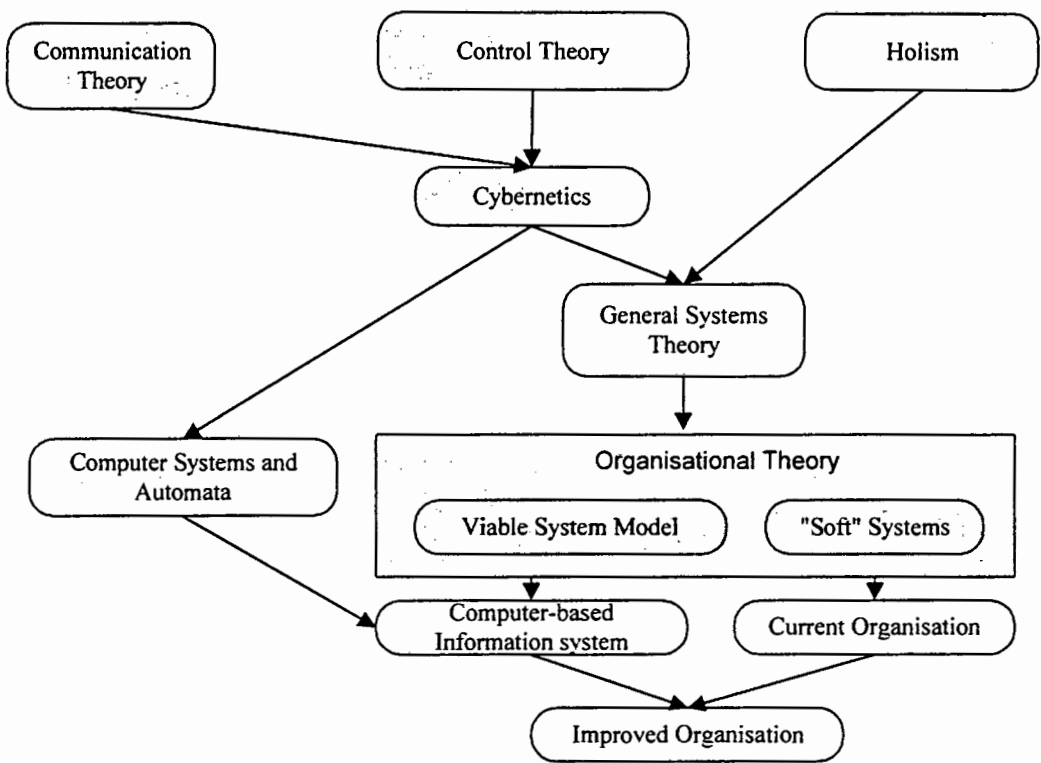 Communication
Theory
Control Theory
Holism
Cybernetics
General Systems
Theory
Computer Systems and
Automata
Organisational Theory
Viable System Model
"Soft" Systems
Computer-based
Information system
Current Organisation
Improved Organisation